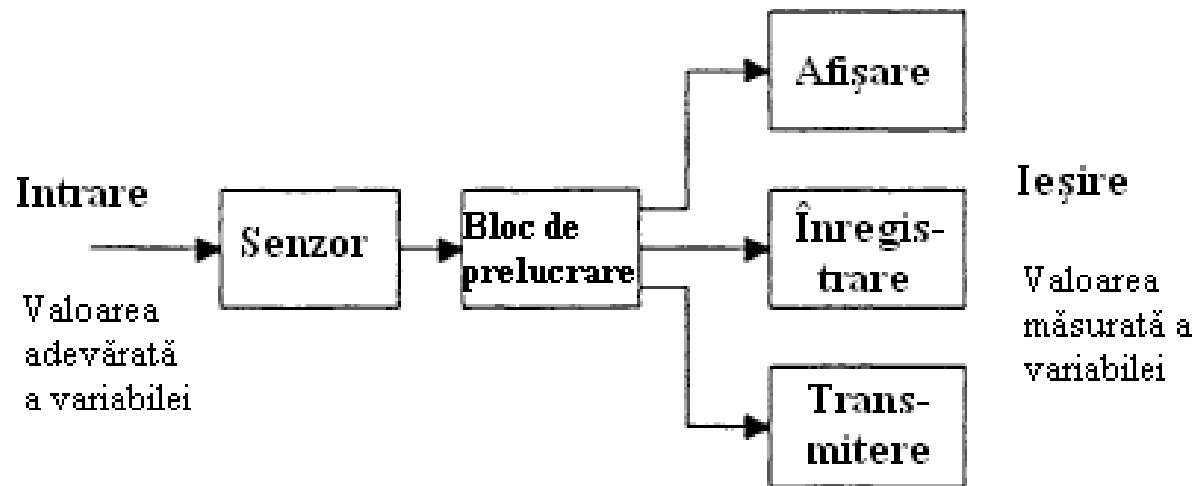 Intrare
Valoarea
adevărată
a variabilei
Senzor
Bloc de
prelucrare
Afișare
Înregis-
trare
Trans-
mitere
Ieșire
Valoarea
măsurată a
variabilei